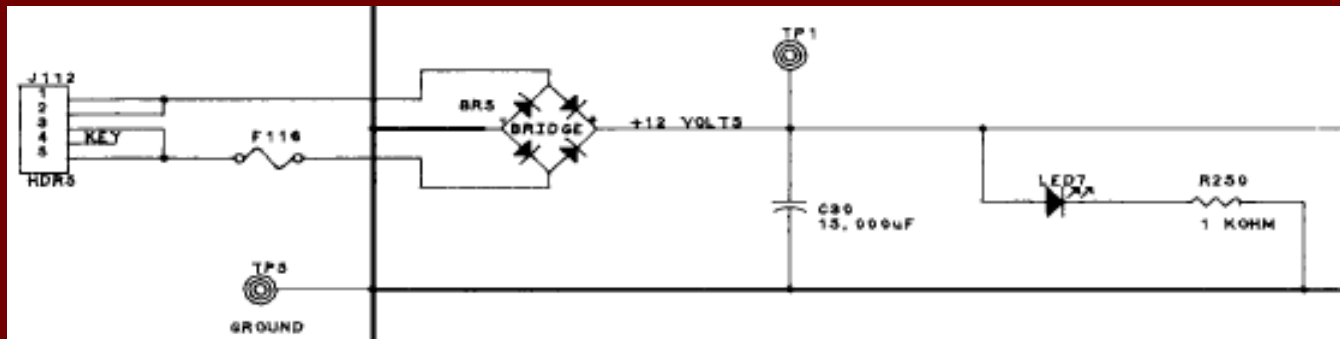 TP1
J112
1
2
3
4
5
KEY
HDR5
F116
BR5
BRIDGE
+12 VOLTS
C30
15,000uF
LED7
R250
1 KOHM
TP5
GROUND